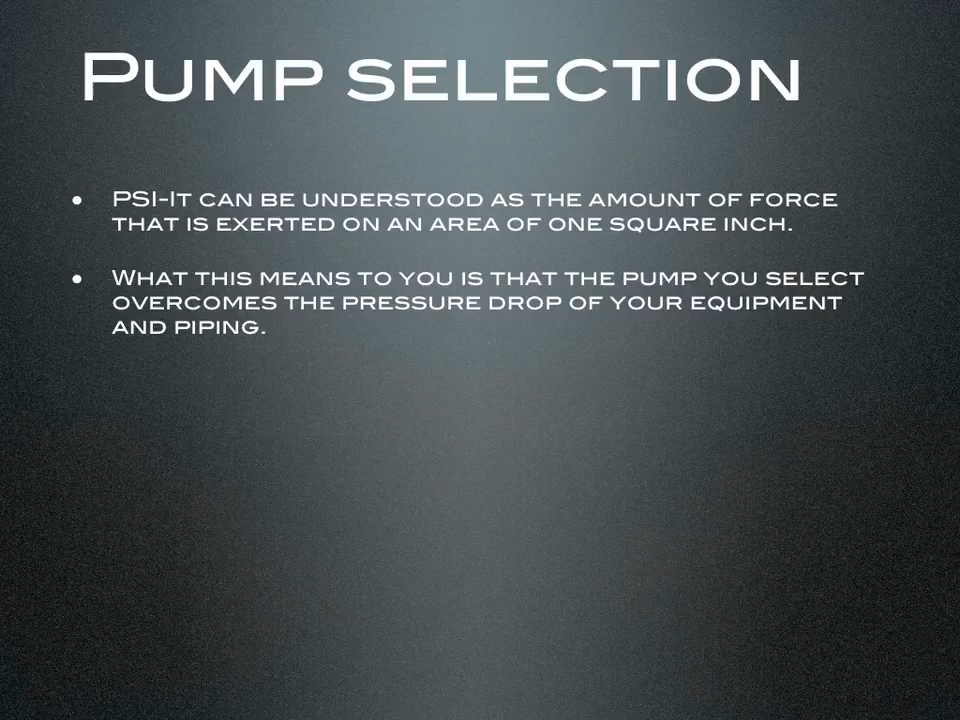 Pump selection
• PSI-It can be understood as the amount of force
that is exerted on an area of one square inch.
• What this means to you is that the pump you select
overcomes the pressure drop of your equipment
and piping.